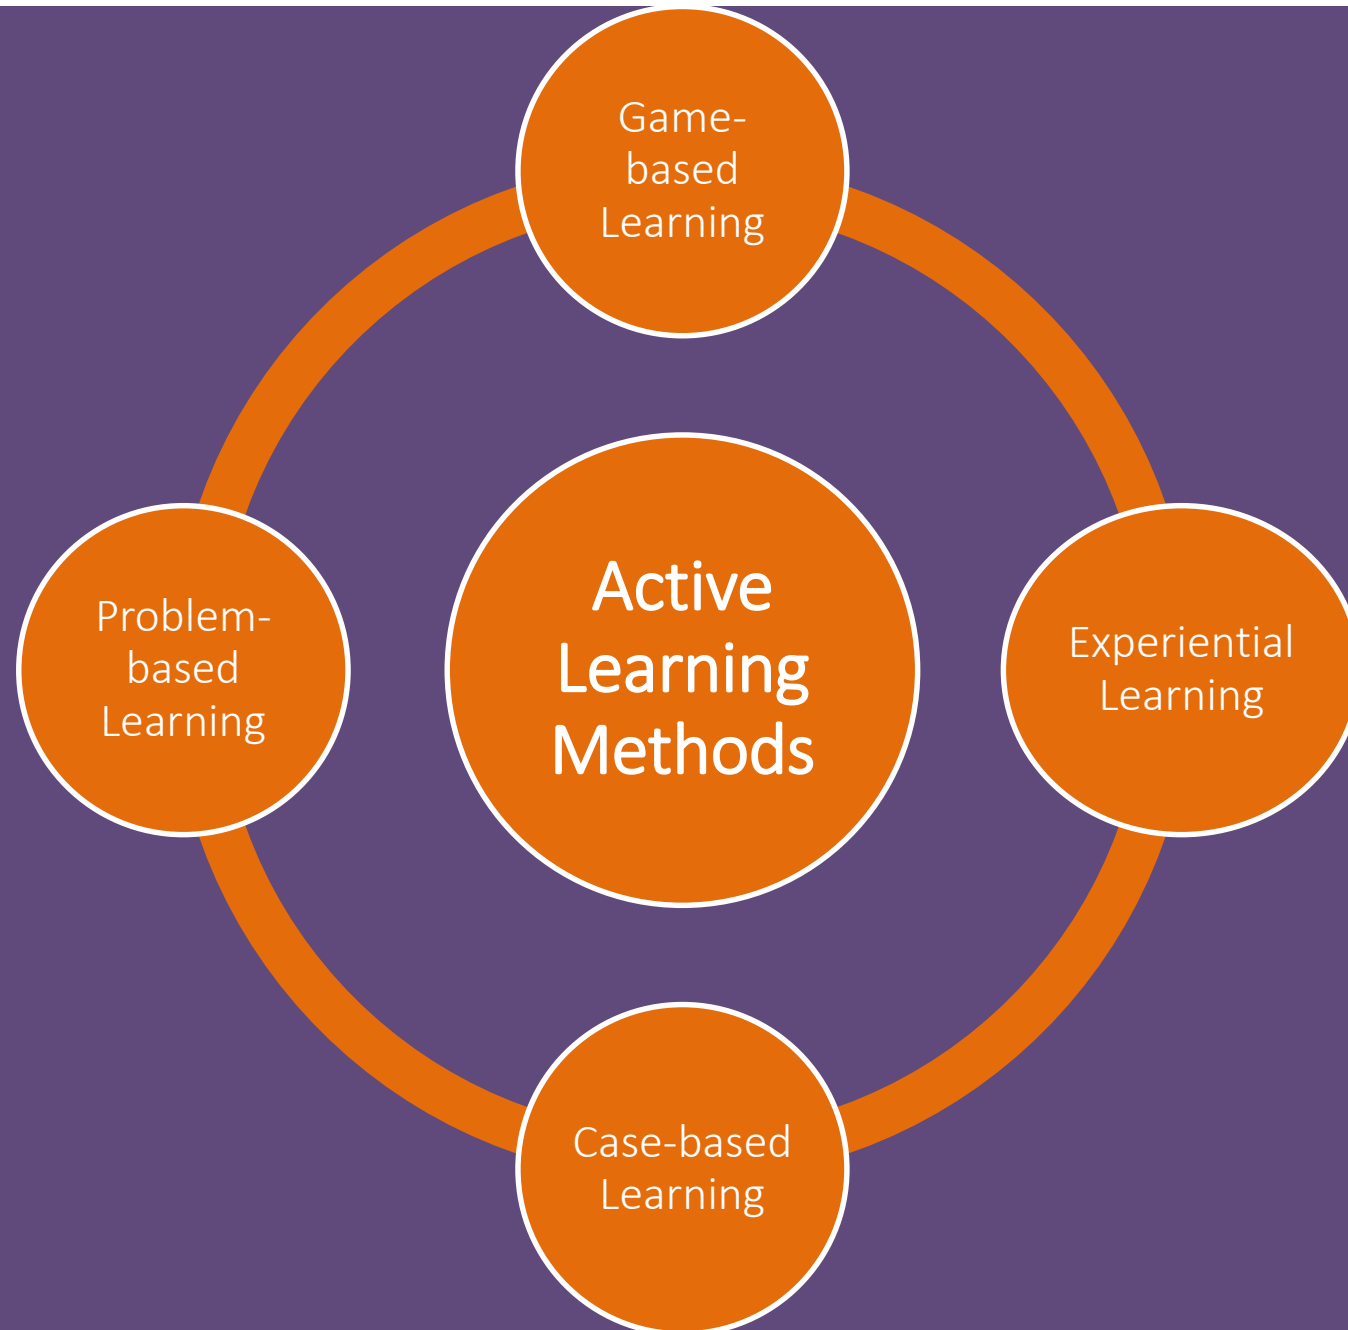 Game-
based
Learning
Problem-
based
Learning
Active
Learning
Methods
Experiential
Learning
Case-based
Learning